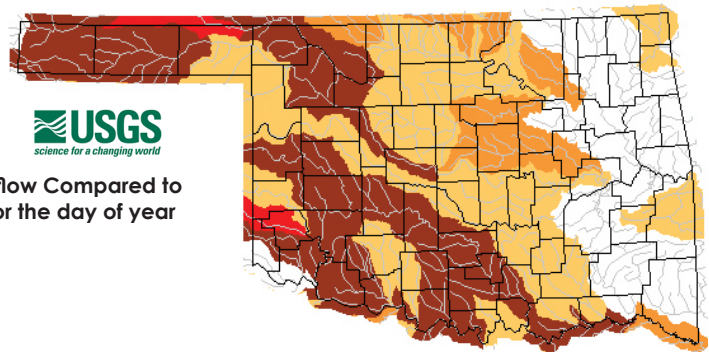 USGS
science for a changing world
flow Compared to
or the day of year